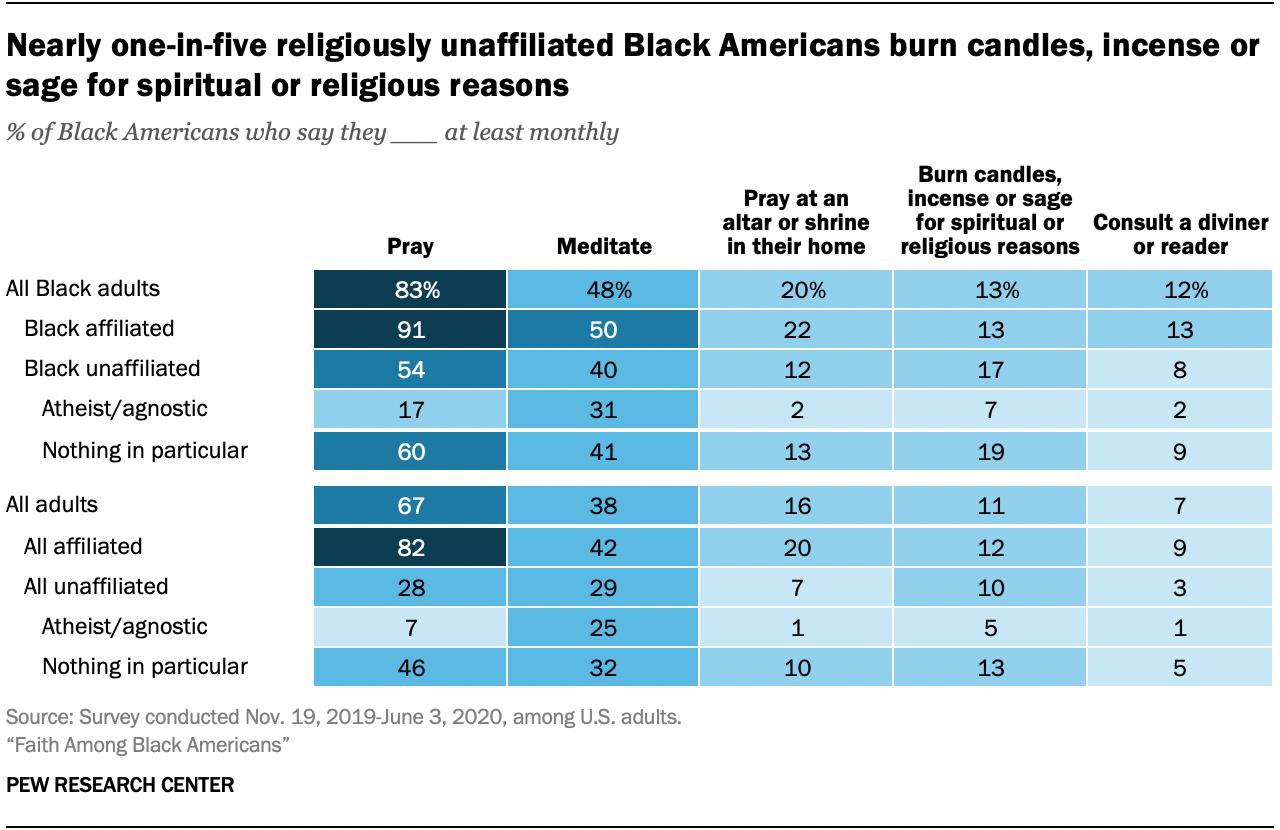 Nearly one-in-five religiously unaffiliated Black Americans burn candles, incense or
sage for spiritual or religious reasons
% of Black Americans who say they ___ at least monthly
Pray
Meditate
Pray at an
altar or shrine
in their home
Burn candles,
incense or sage
for spiritual or
religious reasons
Consult a diviner
or reader
All Black adults 83% 48% 20% 13% 12%
Black affiliated 91 50 22 13 13
Black unaffiliated 54 40 12 17 8
Atheist/agnostic 17 31 2 7 2
Nothing in particular 60 41 13 19 9
All adults 67 38 16 11 7
All affiliated 82 42 20 12 9
All unaffiliated 28 29 7 10 3
Atheist/agnostic 7 25 1 5 1
Nothing in particular 46 32 10 13 5
Source: Survey conducted Nov. 19, 2019-June 3, 2020, among U.S. adults.
“Faith Among Black Americans”
PEW RESEARCH CENTER